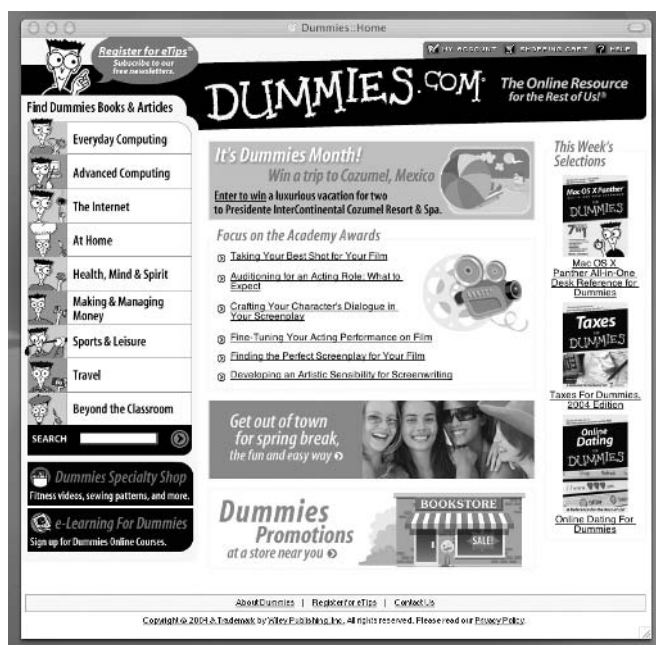 Dummies::Home
Register for eTips®
Subscribe to our
free newsletters.
MY ACCOUNT SHOPPING CART ? HELP
DUMMIES.COM®
The Online Resource
for the Rest of Us!®
Find Dummies Books & Articles
Everyday Computing
Advanced Computing
The Internet
At Home
Health, Mind & Spirit
Making & Managing
Money
Sports & Leisure
Travel
Beyond the Classroom
SEARCH
Dummies Specialty Shop
Fitness videos, sewing patterns, and more.
e-Learning For Dummies
Sign up for Dummies Online Courses.
It's Dummies Month!
Win a trip to Cozumel, Mexico
Enter to win a luxurious vacation for two
to Presidente InterContinental Cozumel Resort & Spa.
Focus on the Academy Awards
Taking Your Best Shot for Your Film
Auditioning for an Acting Role: What to
Expect
Crafting Your Character's Dialogue in
Your Screenplay
Fine-Tuning Your Acting Performance on Film
Finding the Perfect Screenplay for Your Film
Developing an Artistic Sensibility for Screenwriting
Get out of town
for spring break,
the fun and easy way
Dummies
Promotions
at a store near you
BOOKSTORE
SALE!
This Week's
Selections
Mac OS X Panther
DUMMIES
Mac OS X
Panther All-in-One
Desk Reference for
Dummies
Taxes
DUMMIES
Taxes For Dummies,
2004 Edition
Online
Dating
DUMMIES
Online Dating For
Dummies
About Dummies | Register for eTips | Contact Us
Copyright © 2004 & Trademark by Wiley Publishing, Inc. All rights reserved. Please read our Privacy Policy.